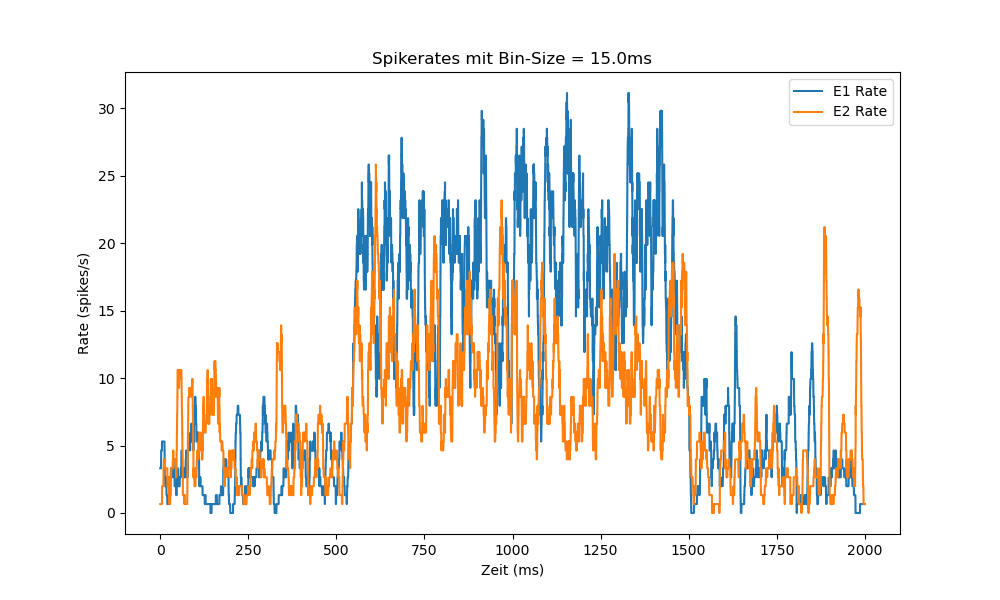 Spikerates mit Bin-Size = 15.0ms
E1 Rate
E2 Rate
Rate (spikes/s)
30
25
20
15
10
5
0
0 250 500 750 1000 1250 1500 1750 2000
Zeit (ms)